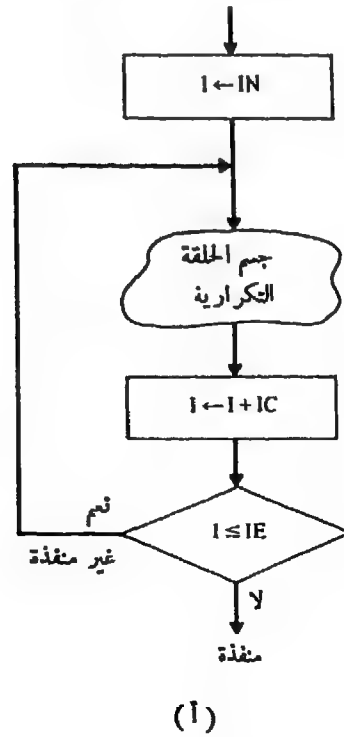 I ← IN
جسم الحلقة
التكرارية
I ← I + IC
نعم
I ≤ IE
غير منفذة
لا
منفذة
(أ)